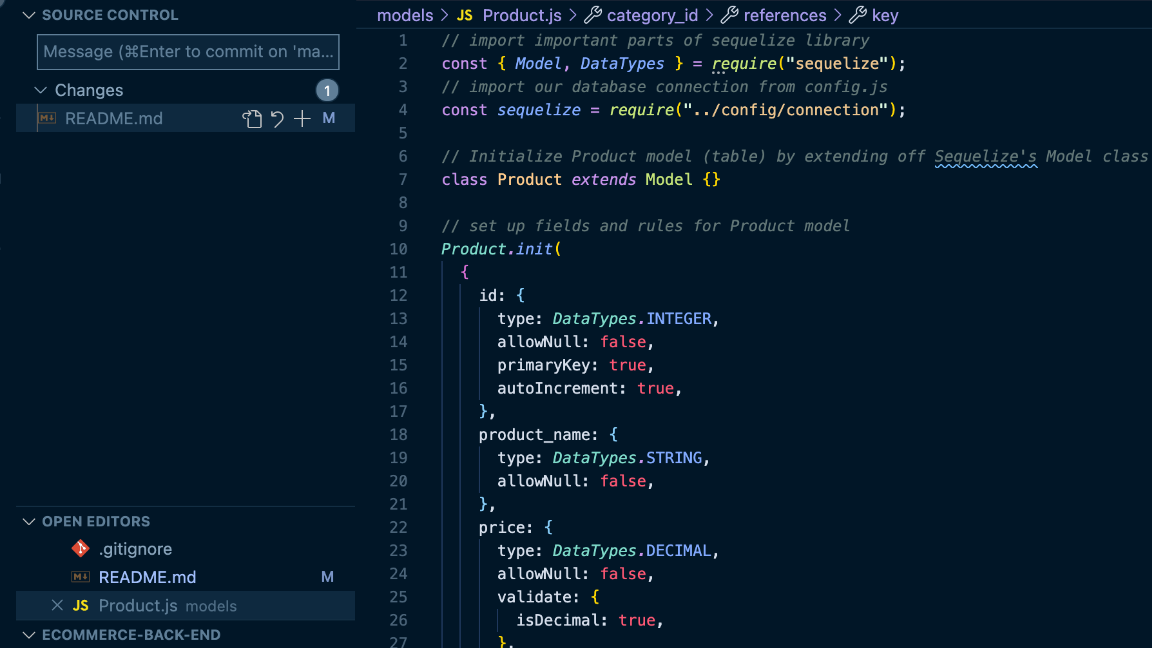 SOURCE CONTROL
Message (⌘Enter to commit on 'ma...
Changes 1
README.md M
OPEN EDITORS
.gitignore
README.md M
JS Product.js models
ECOMMERCE-BACK-END
models > JS Product.js > category_id > references > key
1 // import important parts of sequelize library
2 const { Model, DataTypes } = require("sequelize");
3 // import our database connection from config.js
4 const sequelize = require("../config/connection");
5
6 // Initialize Product model (table) by extending off Sequelize's Model class
7 class Product extends Model {}
8
9 // set up fields and rules for Product model
10 Product.init(
11 {
12 id: {
13 type: DataTypes.INTEGER,
14 allowNull: false,
15 primaryKey: true,
16 autoIncrement: true,
17 },
18 product_name: {
19 type: DataTypes.STRING,
20 allowNull: false,
21 },
22 price: {
23 type: DataTypes.DECIMAL,
24 allowNull: false,
25 validate: {
26 isDecimal: true,
27 },